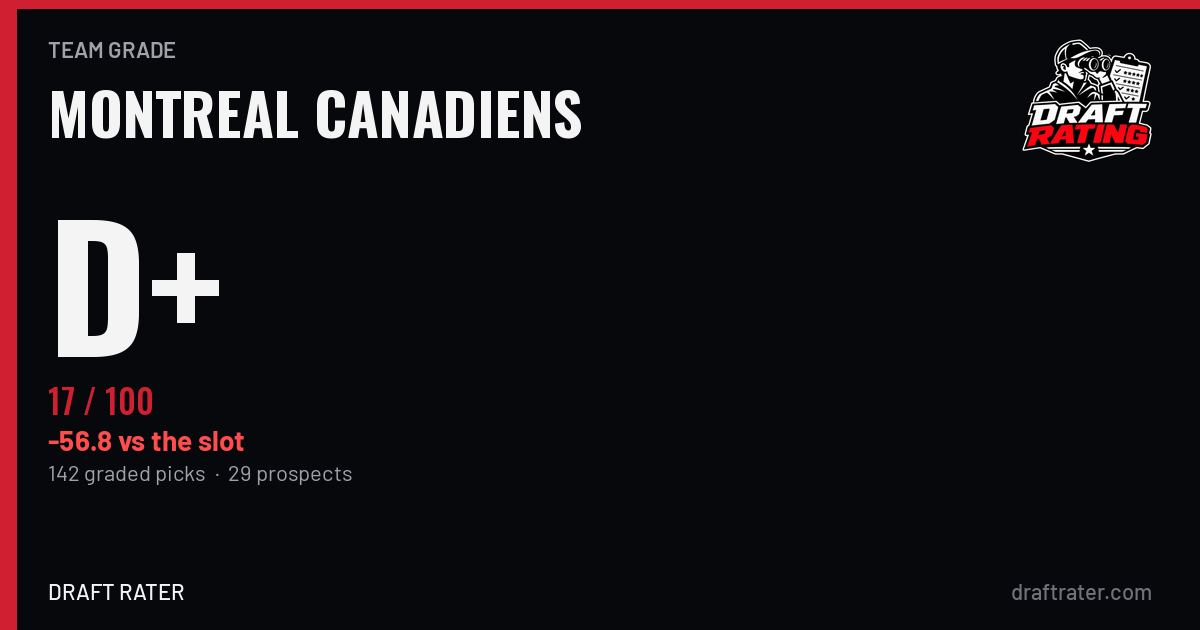 TEAM GRADE
MONTREAL CANADIENS
DRAFT
RATING
D+
17 / 100
-56.8 vs the slot
142 graded picks · 29 prospects
DRAFT RATER
draftrater.com